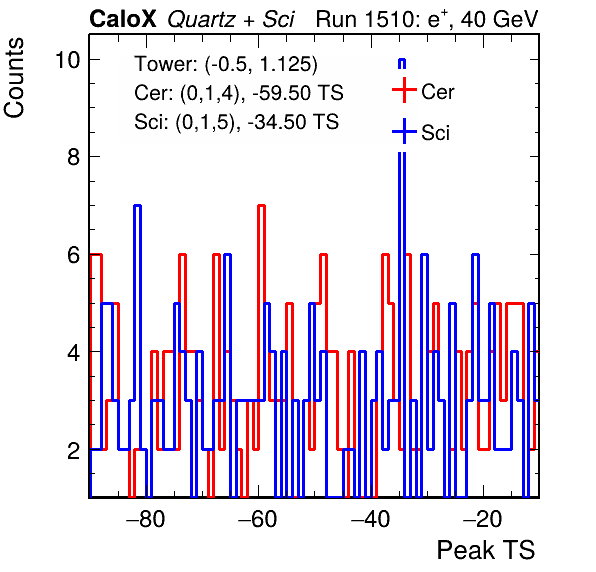 CaloX Quartz + Sci Run 1510: e+, 40 GeV
Counts
Tower: (-0.5, 1.125)
Cer: (0,1,4), -59.50 TS
Sci: (0,1,5), -34.50 TS
Cer
Sci
10
8
6
4
2
−80 −60 −40 −20
Peak TS